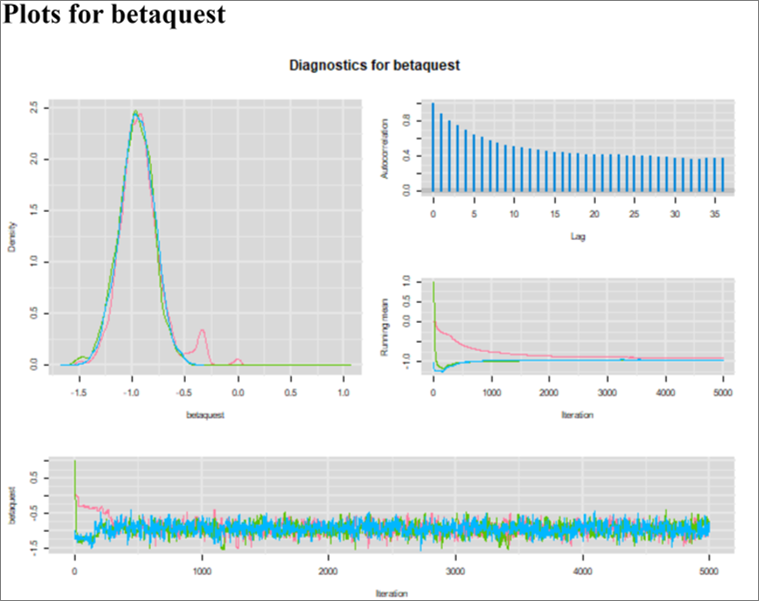 Plots for betaquest
Diagnostics for betaquest
Density
2.5
2.0
1.5
1.0
0.5
0.0
-1.5 -1.0 -0.5 0.0 0.5 1.0
betaquest
Autocorrelation
0.8
0.4
0.0
0 5 10 15 20 25 30 35
Lag
Running mean
1.0
0.5
0.0
-1.0
0 1000 2000 3000 4000 5000
Iteration
betaquest
0.5
-0.5
-1.5
0 1000 2000 3000 4000 5000
Iteration